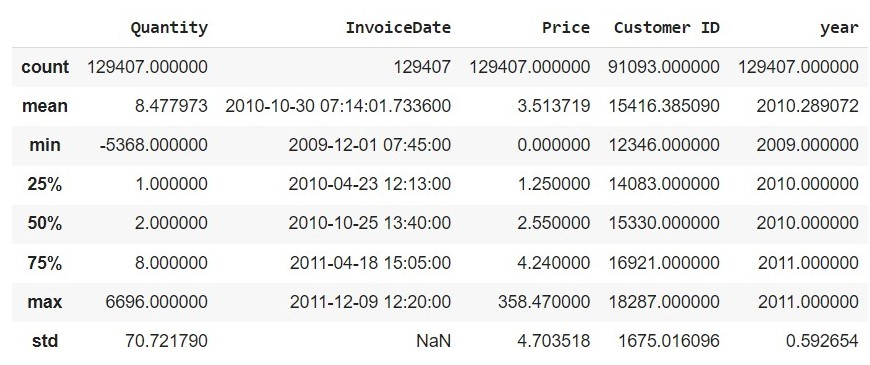 Quantity InvoiceDate Price Customer ID year
count 129407.000000 129407 129407.000000 91093.000000 129407.000000
mean 8.477973 2010-10-30 07:14:01.733600 3.513719 15416.385090 2010.289072
min -5368.000000 2009-12-01 07:45:00 0.000000 12346.000000 2009.000000
25% 1.000000 2010-04-23 12:13:00 1.250000 14083.000000 2010.000000
50% 2.000000 2010-10-25 13:40:00 2.550000 15330.000000 2010.000000
75% 8.000000 2011-04-18 15:05:00 4.240000 16921.000000 2011.000000
max 6696.000000 2011-12-09 12:20:00 358.470000 18287.000000 2011.000000
std 70.721790 NaN 4.703518 1675.016096 0.592654